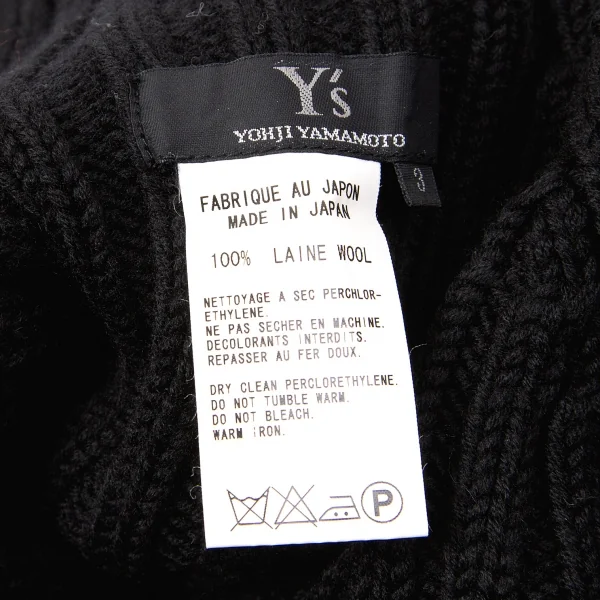 Y's
YOHJI YAMAMOTO
3
FABRIQUE AU JAPON
MADE IN JAPAN
100% LAINE WOOL
NETTOYAGE A SEC PERCHLOR-
ETHYLENE.
NE PAS SECHER EN MACHINE.
DECOLORANTS INTERDITS.
REPASSER AU FER DOUX.
DRY CLEAN PERCLORETHYLENE.
DO NOT TUMBLE WARM.
DO NOT BLEACH.
WARM IRON.
P